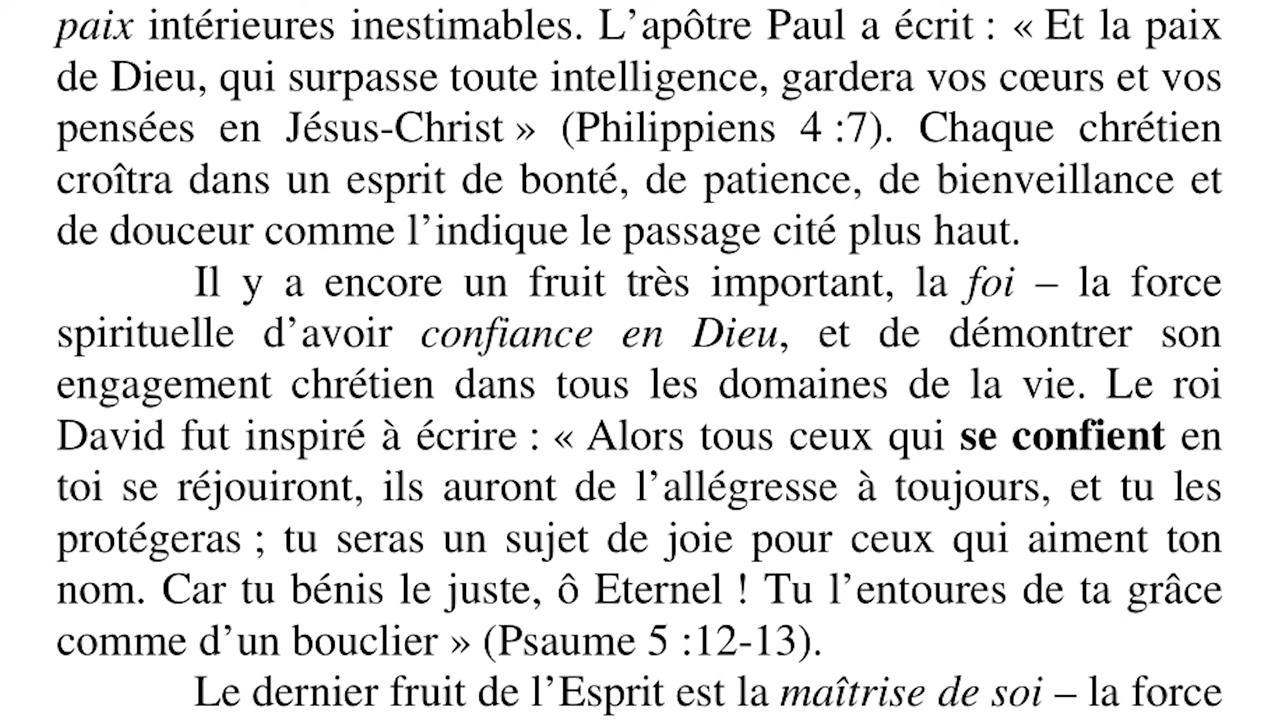 paix intérieures inestimables. L’apôtre Paul a écrit : « Et la paix
de Dieu, qui surpasse toute intelligence, gardera vos cœurs et vos
pensées en Jésus-Christ » (Philippiens 4 :7). Chaque chrétien
croîtra dans un esprit de bonté, de patience, de bienveillance et
de douceur comme l’indique le passage cité plus haut.
Il y a encore un fruit très important, la foi – la force
spirituelle d’avoir confiance en Dieu, et de démontrer son
engagement chrétien dans tous les domaines de la vie. Le roi
David fut inspiré à écrire : « Alors tous ceux qui se confient en
toi se réjouiront, ils auront de l’allégresse à toujours, et tu les
protégeras ; tu seras un sujet de joie pour ceux qui aiment ton
nom. Car tu bénis le juste, ô Eternel ! Tu l’entoures de ta grâce
comme d’un bouclier » (Psaume 5 :12-13).
Le dernier fruit de l’Esprit est la maîtrise de soi – la force